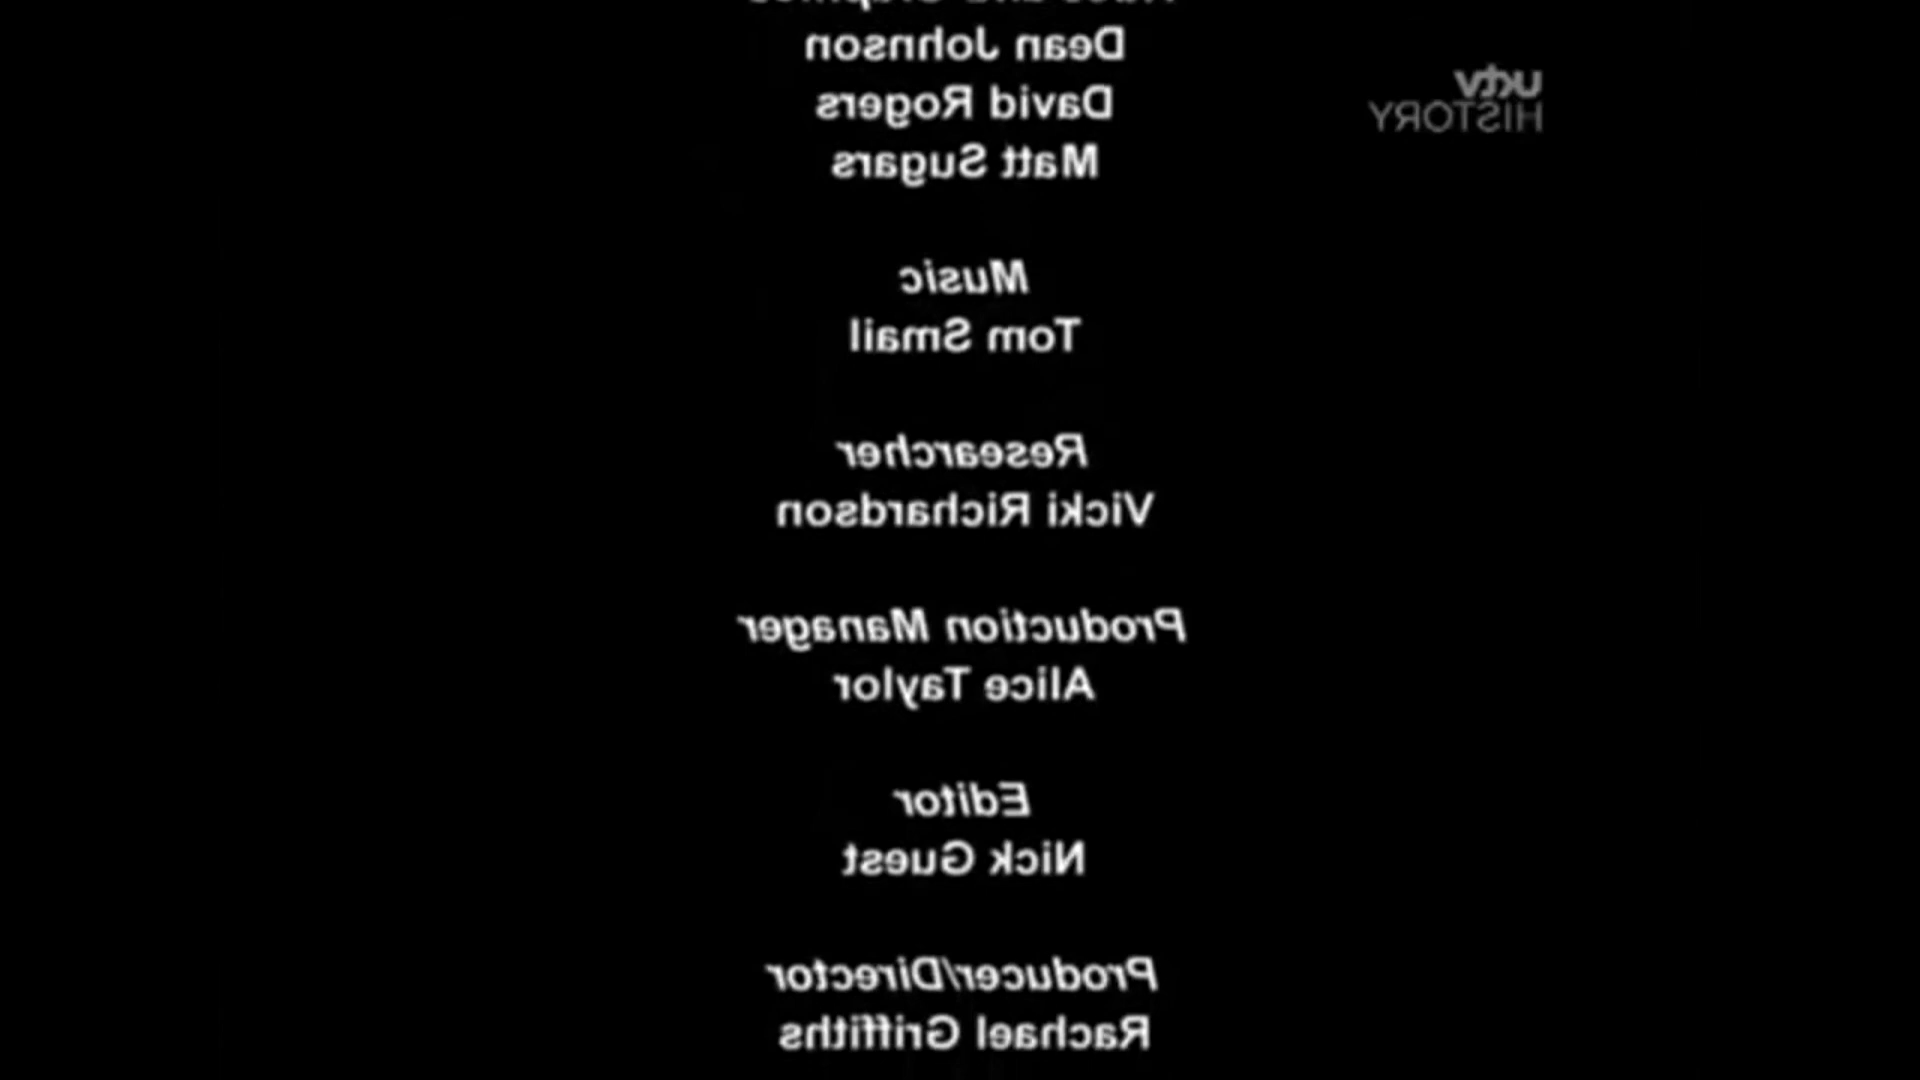 Dean Johnson
David Rogers
Matt Sugars
Music
Tom Smail
Researcher
Vicki Richardson
Production Manager
Alice Taylor
Editor
Nick Guest
Producer/Director
Rachael Griffiths
uktv
HISTORY